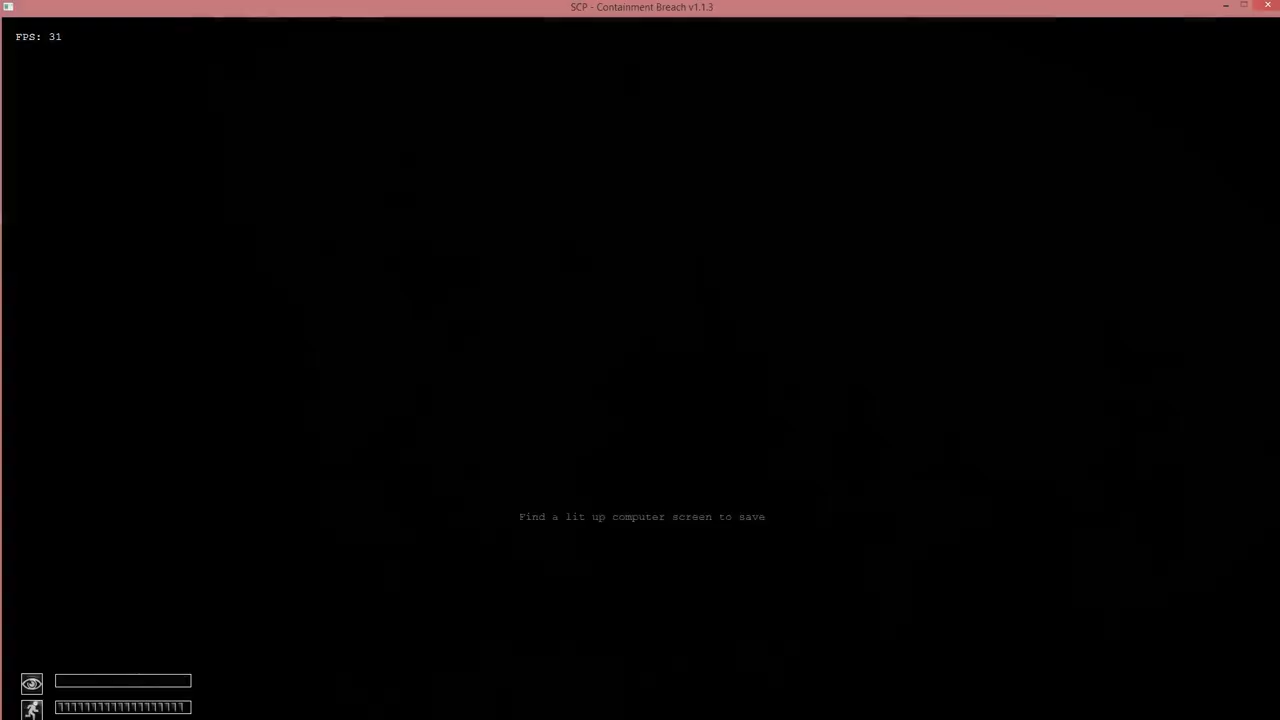 SCP - Containment Breach v1.1.3
FPS: 31
Find a lit up computer screen to save